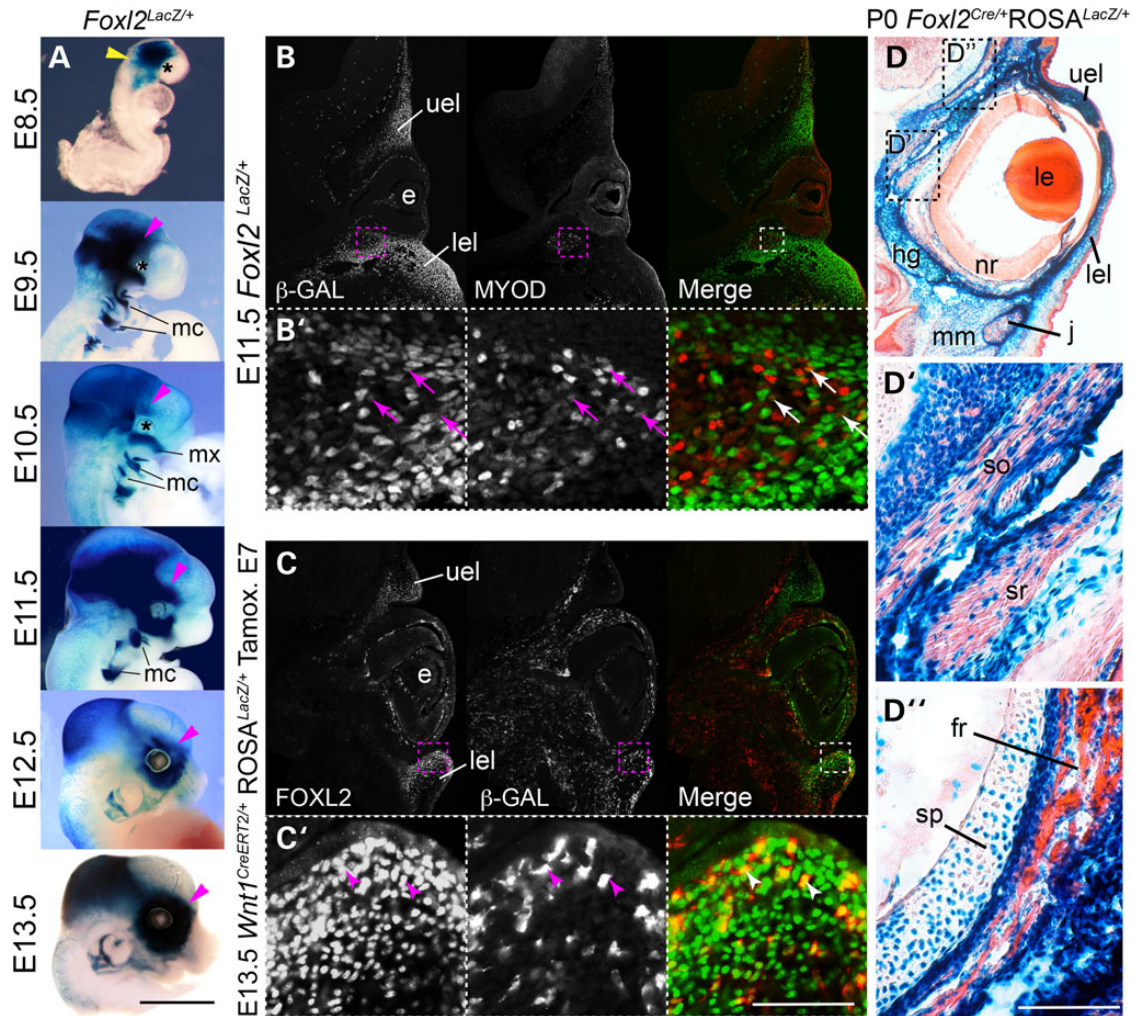 Foxl2LacZ/+
A
*
E8.5
*
E9.5
mc
*
E10.5
mx
mc
E11.5
mc
E12.5
E13.5
E11.5 Foxl2 LacZ/+
B
uel
e
lel
β-GAL
MYOD
Merge
B'
E13.5 Wnt1CreERT2/+ ROSALacZ/+ Tamox. E7
C
uel
e
lel
FOXL2
β-GAL
Merge
C'
P0 Foxl2Cre/+ROSALacZ/+
D
D''
uel
D'
le
hg
nr
lel
mm
j
D'
so
sr
D''
fr
sp